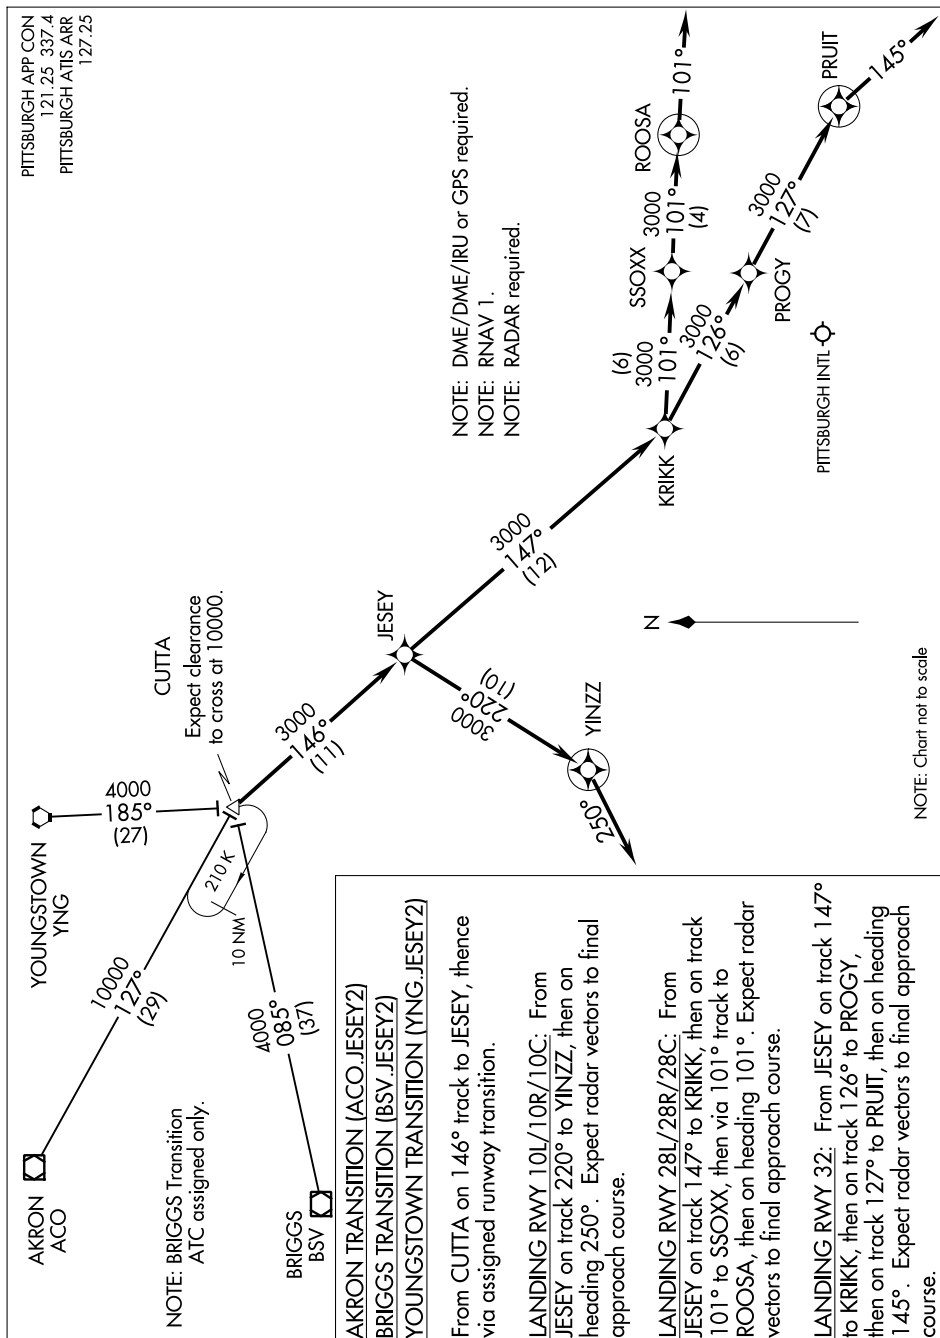 PITTSBURGH APP CON
121.25 337.4
PITTSBURGH ATIS ARR
127.25
AKRON
ACO
10000
127°
(29)
YOUNGSTOWN
YNG
4000
185°
(27)
NOTE: BRIGGS Transition
ATC assigned only.
BRIGGS
BSV
4000
085°
(37)
10 NM
210 K
CUTTA
Expect clearance
to cross at 10000.
3000
146°
(11)
JESEY
3000
220°
(10)
YINZZ
250°
3000
147°
(12)
KRIKK
(6)
3000
101°
SSOXX
3000
101°
(4)
ROOSA
101°
3000
126°
(6)
PROGY
3000
127°
(7)
PRUIT
145°
NOTE: DME/DME/IRU or GPS required.
NOTE: RNAV 1.
NOTE: RADAR required.
PITTSBURGH INTL
N
NOTE: Chart not to scale
AKRON TRANSITION (ACO.JESEY2)
BRIGGS TRANSITION (BSV.JESEY2)
YOUNGSTOWN TRANSITION (YNG.JESEY2)
From CUTTA on 146° track to JESEY, thence
via assigned runway transition.
LANDING RWY 10L/10R/10C: From
JESEY on track 220° to YINZZ, then on
heading 250°. Expect radar vectors to final
approach course.
LANDING RWY 28L/28R/28C: From
JESEY on track 147° to KRIKK, then on track
101° to SSOXX, then via 101° track to
ROOSA, then on heading 101°. Expect radar
vectors to final approach course.
LANDING RWY 32: From JESEY on track 147°
to KRIKK, then on track 126° to PROGY,
then on track 127° to PRUIT, then on heading
145°. Expect radar vectors to final approach
course.